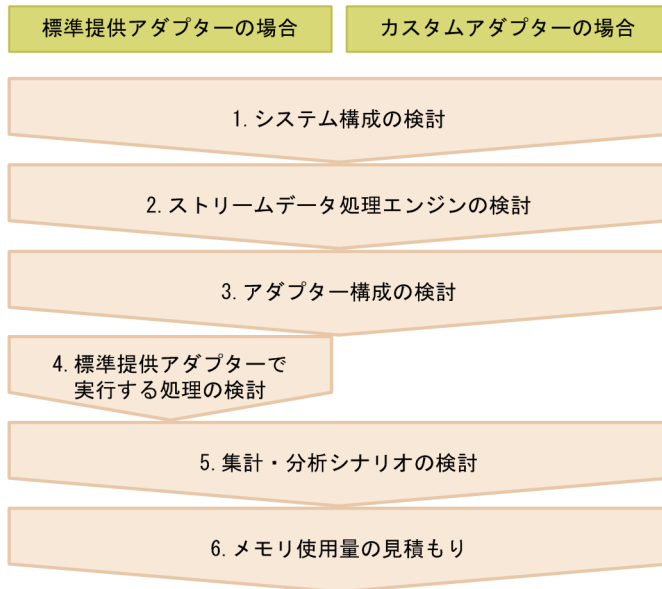 標準提供アダプターの場合
カスタムアダプターの場合
1. システム構成の検討
2. ストリームデータ処理エンジンの検討
3. アダプター構成の検討
4. 標準提供アダプターで
実行する処理の検討
5. 集計・分析シナリオの検討
6. メモリ使用量の見積もり